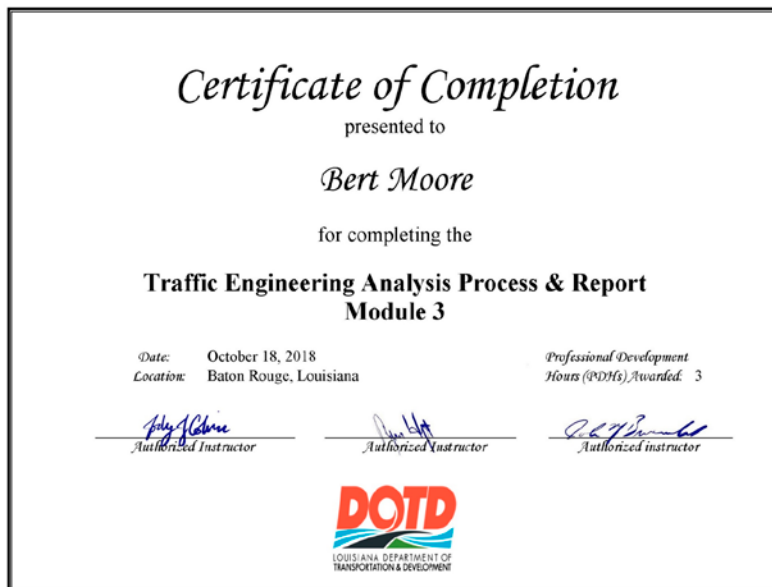 Certificate of Completion
presented to
Bert Moore
for completing the
Traffic Engineering Analysis Process & Report
Module 3
Date: October 18, 2018
Location: Baton Rouge, Louisiana
Professional Development
Hours (PDHs) Awarded: 3
Authorized Instructor
Authorized Instructor
Authorized instructor
DOTD
LOUISIANA DEPARTMENT OF
TRANSPORTATION & DEVELOPMENT